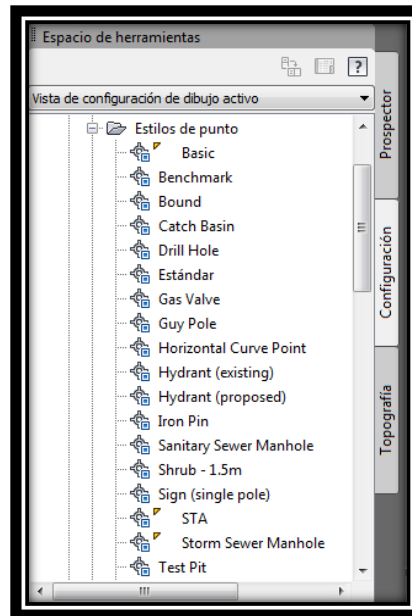 Espacio de herramientas
?
Vista de configuración de dibujo activo
Estilos de punto
Basic
Benchmark
Bound
Catch Basin
Drill Hole
Estándar
Gas Valve
Guy Pole
Horizontal Curve Point
Hydrant (existing)
Hydrant (proposed)
Iron Pin
Sanitary Sewer Manhole
Shrub - 1.5m
Sign (single pole)
STA
Storm Sewer Manhole
Test Pit
Prospector
Configuración
Topografía